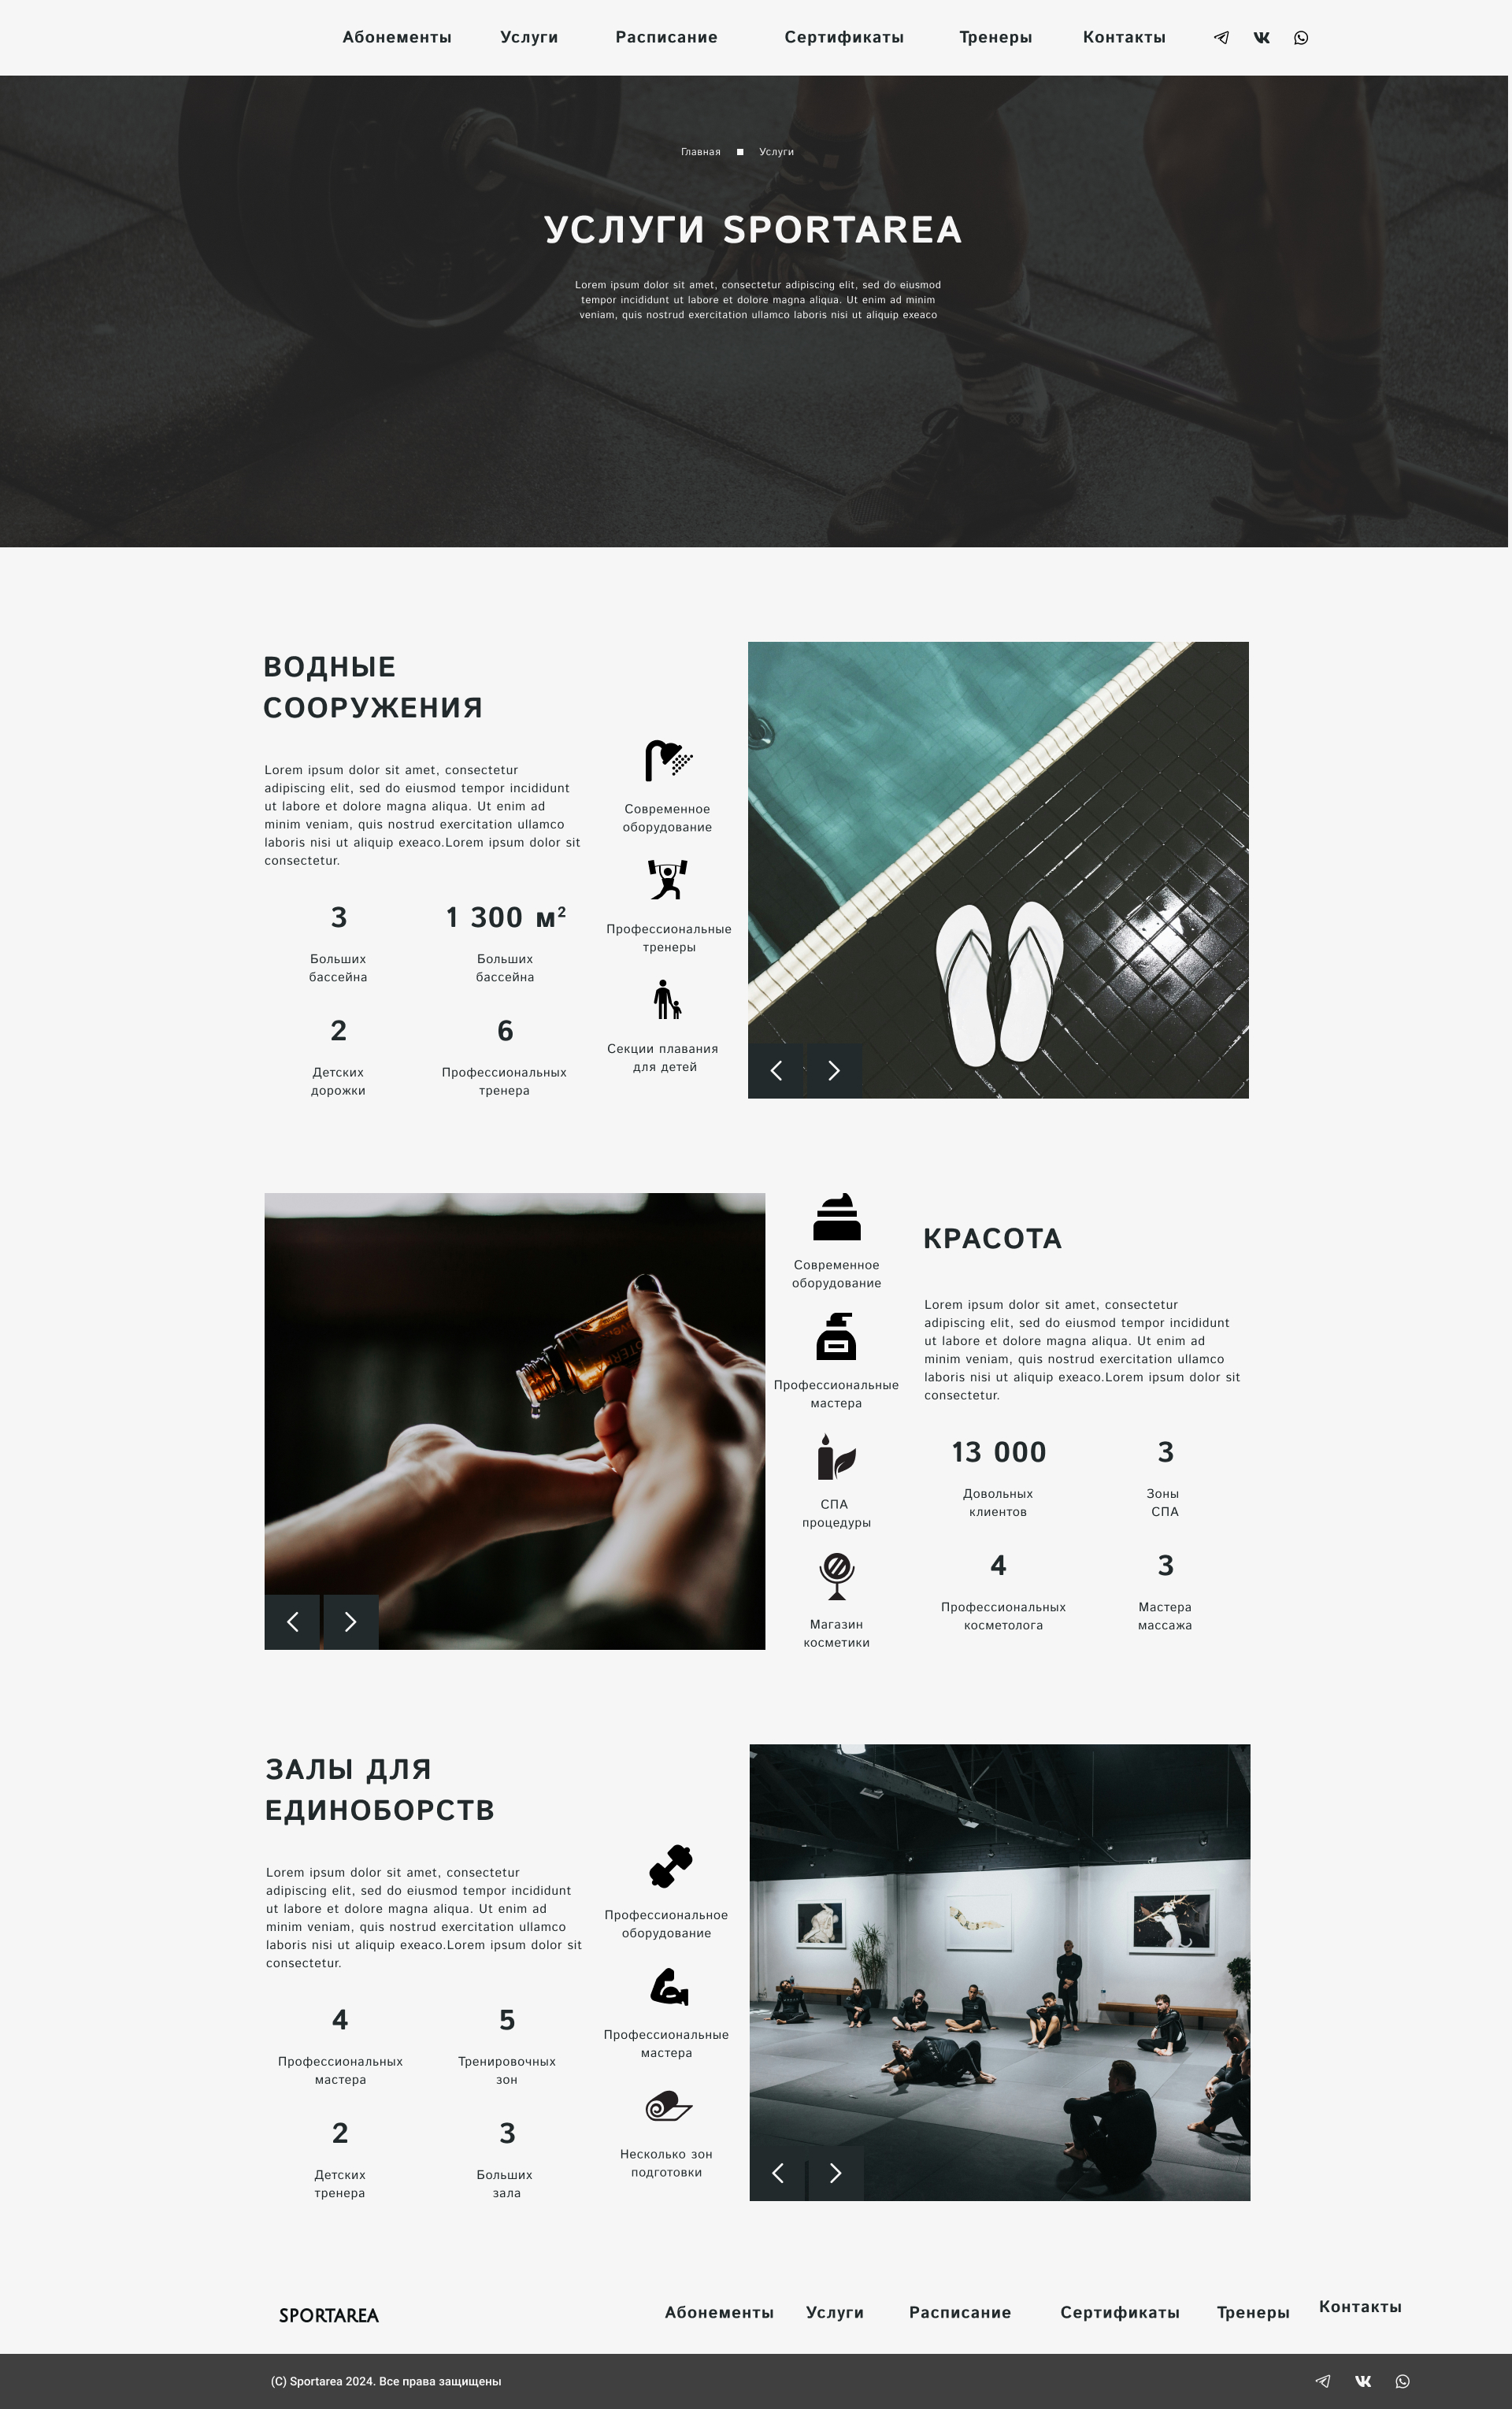 Абонементы Услуги Расписание Сертификаты Тренеры Контакты
Главная Услуги
УСЛУГИ SPORTAREA
Lorem ipsum dolor sit amet, consectetur adipiscing elit, sed do eiusmod
tempor incididunt ut labore et dolore magna aliqua. Ut enim ad minim
veniam, quis nostrud exercitation ullamco laboris nisi ut aliquip exeaco
ВОДНЫЕ
СООРУЖЕНИЯ
Lorem ipsum dolor sit amet, consectetur
adipiscing elit, sed do eiusmod tempor incididunt
ut labore et dolore magna aliqua. Ut enim ad
minim veniam, quis nostrud exercitation ullamco
laboris nisi ut aliquip exeaco.Lorem ipsum dolor sit
consectetur.
3
Больших
бассейна
1 300 м²
Больших
бассейна
2
Детских
дорожки
6
Профессиональных
тренера
Современное
оборудование
Профессиональные
тренеры
Секции плавания
для детей
Современное
оборудование
Профессиональные
мастера
СПА
процедуры
Магазин
косметики
КРАСОТА
Lorem ipsum dolor sit amet, consectetur
adipiscing elit, sed do eiusmod tempor incididunt
ut labore et dolore magna aliqua. Ut enim ad
minim veniam, quis nostrud exercitation ullamco
laboris nisi ut aliquip exeaco.Lorem ipsum dolor sit
consectetur.
13 000
Довольных
клиентов
3
Зоны
СПА
4
Профессиональных
косметолога
3
Мастера
массажа
ЗАЛЫ ДЛЯ
ЕДИНОБОРСТВ
Lorem ipsum dolor sit amet, consectetur
adipiscing elit, sed do eiusmod tempor incididunt
ut labore et dolore magna aliqua. Ut enim ad
minim veniam, quis nostrud exercitation ullamco
laboris nisi ut aliquip exeaco.Lorem ipsum dolor sit
consectetur.
4
Профессиональных
мастера
5
Тренировочных
зон
2
Детских
тренера
3
Больших
зала
Профессиональное
оборудование
Профессиональные
мастера
Несколько зон
подготовки
SPORTAREA
Абонементы Услуги Расписание Сертификаты Тренеры Контакты
(C) Sportarea 2024. Все права защищены